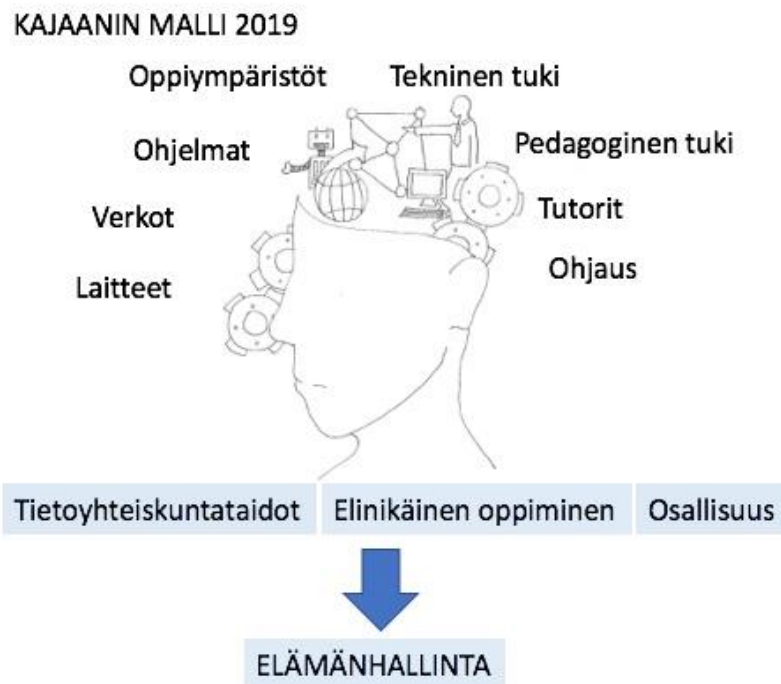 KAJAANIN MALLI 2019
Oppiympäristöt Tekninen tuki
Ohjelmat Pedagoginen tuki
Verkot Tutorit
Laitteet Ohjaus
Tietoyhteiskuntataidot Elinikäinen oppiminen Osallisuus
ELÄMÄNHALLINTA